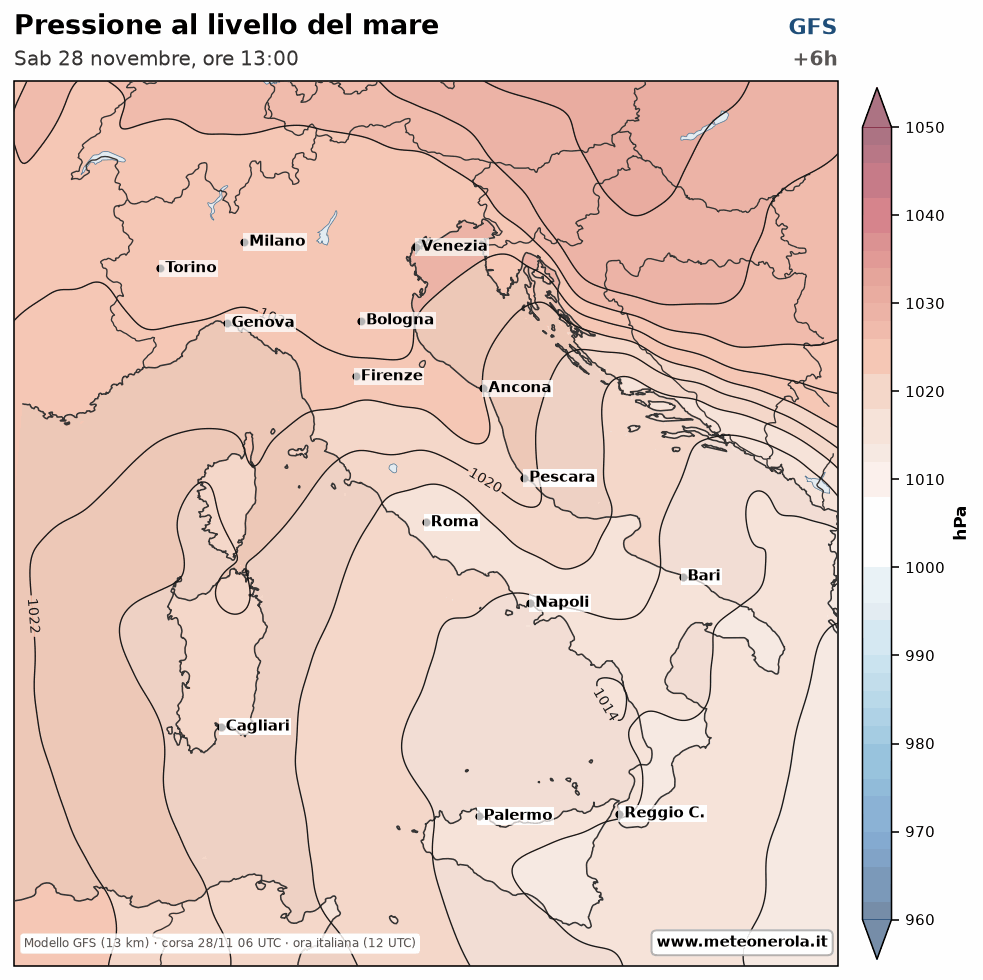 Pressione al livello del mare
GFS
Sab 28 novembre, ore 13:00
+6h
1050
1040
1030
1020
1010
1000
990
980
970
960
hPa
Venezia
Milano
Torino
Bologna
Genova
Firenze
Ancona
1020
Pescara
Roma
Bari
Napoli
1022
1014
Cagliari
Palermo
Reggio C.
Modello GFS (13 km) · corsa 28/11 06 UTC · ora italiana (12 UTC)
www.meteonerola.it